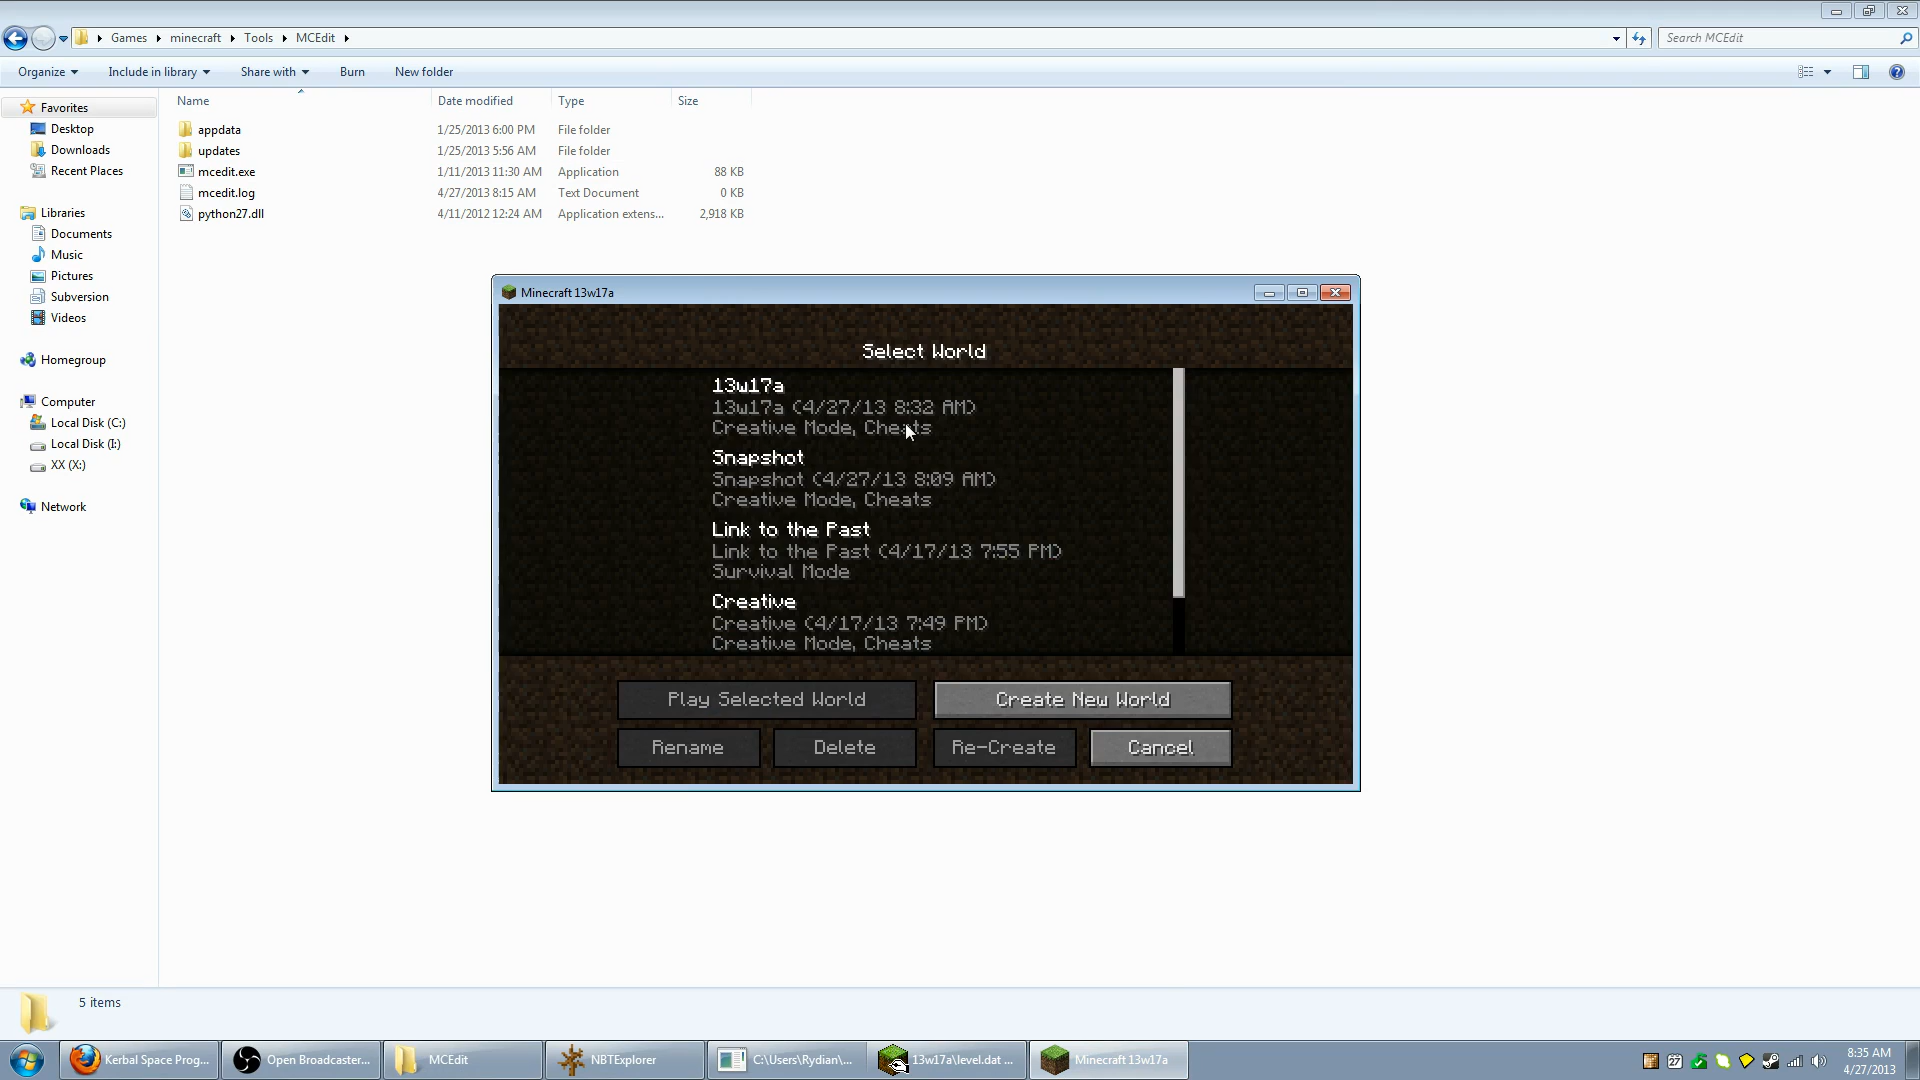 Games minecraft Tools MCEdit
Search MCEdit
Organize Include in library Share with Burn New folder
Name Date modified Type Size
Favorites
Desktop
Downloads
Recent Places
Libraries
Documents
Music
Pictures
Subversion
Videos
Homegroup
Computer
Local Disk (C:)
Local Disk (I:)
XX (X:)
Network
appdata 1/25/2013 6:00 PM File folder
updates 1/25/2013 5:56 AM File folder
mcedit.exe 1/11/2013 11:30 AM Application 88 KB
mcedit.log 4/27/2013 8:15 AM Text Document 0 KB
python27.dll 4/11/2012 12:24 AM Application extens... 2,918 KB
Minecraft 13w17a
Select World
13w17a
13w17a (4/27/13 8:32 AM)
Creative Mode, Cheats
Snapshot
Snapshot (4/27/13 8:09 AM)
Creative Mode, Cheats
Link to the Past
Link to the Past (4/17/13 7:55 PM)
Survival Mode
Creative
Creative (4/17/13 7:49 PM)
Creative Mode, Cheats
Play Selected World Create New World
Rename Delete Re-Create Cancel
5 items
Kerbal Space Prog... Open Broadcaster... MCEdit NBTExplorer C:\Users\Rydian\... 13w17a\level.dat ... Minecraft 13w17a
27
8:35 AM
4/27/2013